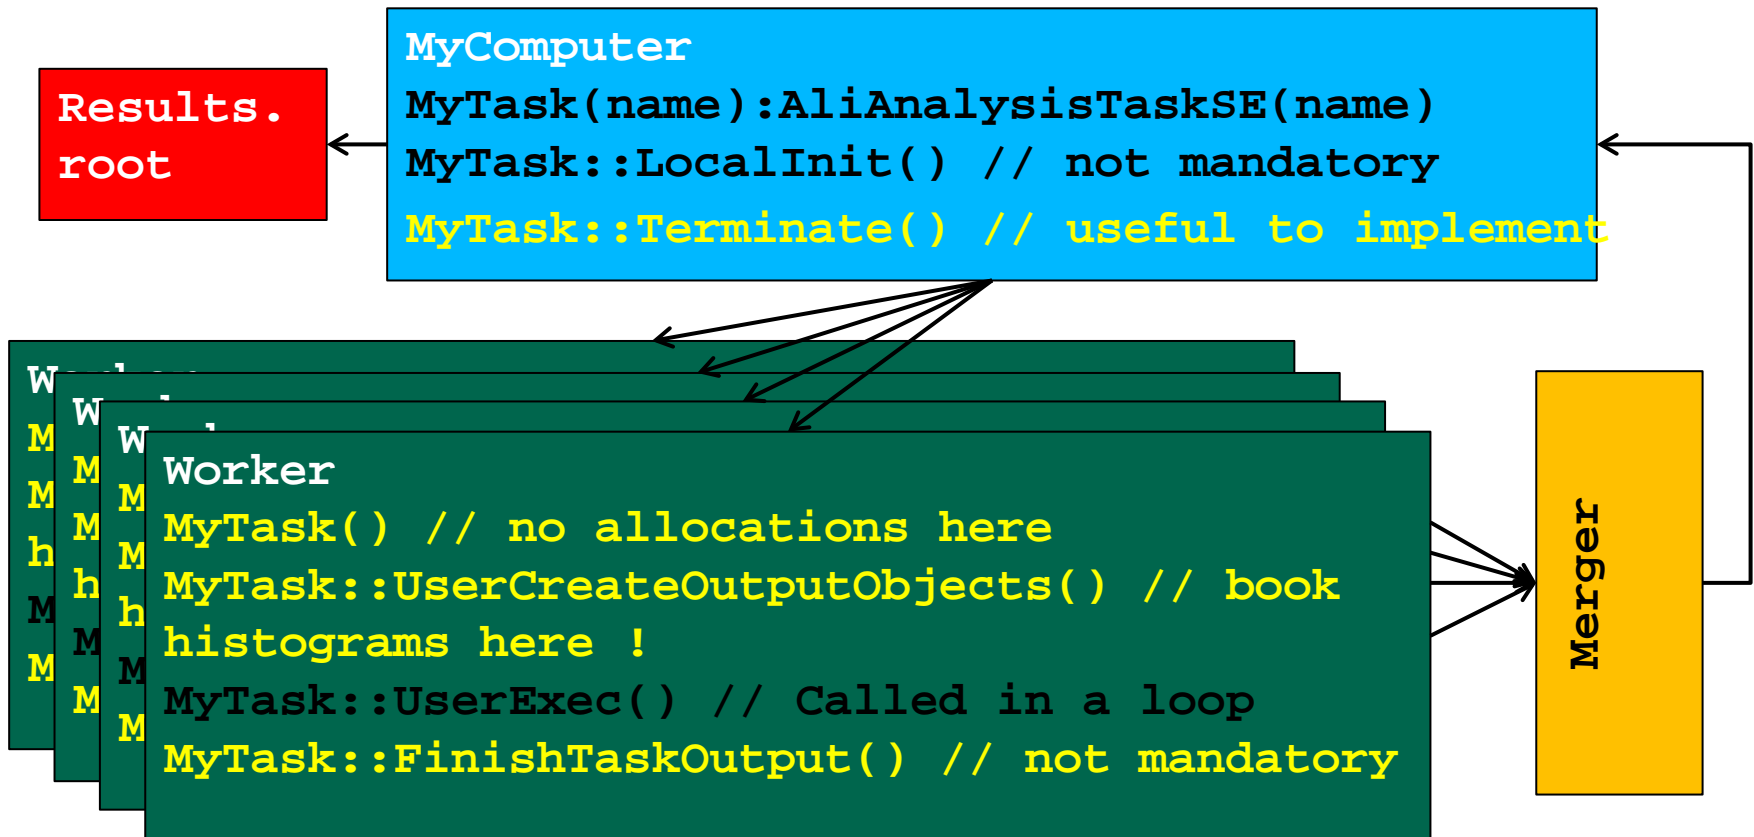 MyComputer
MyTask(name):AliAnalysisTaskSE(name)
MyTask::LocalInit() // not mandatory
MyTask::Terminate() // useful to implement
Results.
root
Worker
MyTask() // no allocations here
MyTask::UserCreateOutputObjects() // book
histograms here !
MyTask::UserExec() // Called in a loop
MyTask::FinishTaskOutput() // not mandatory
Merger